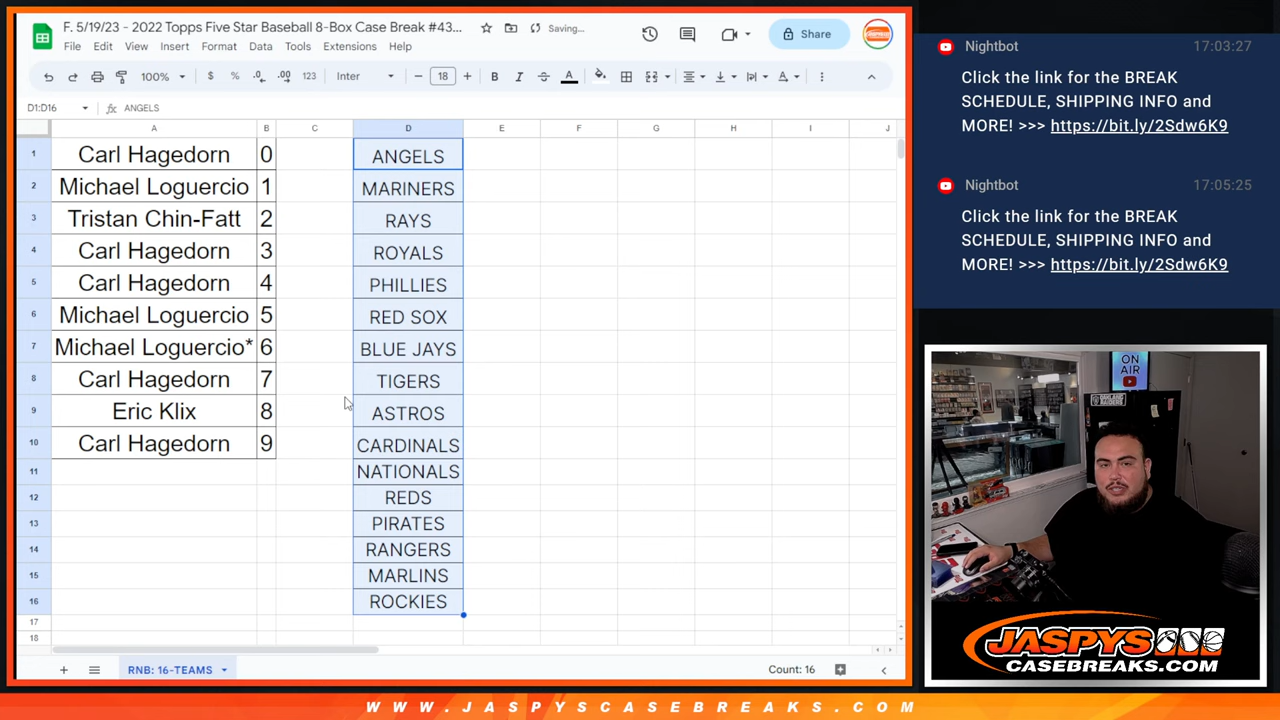 F. 5/19/23 - 2022 Topps Five Star Baseball 8-Box Case Break #43...
Saving...
Share
File Edit View Insert Format Data Tools Extensions Help
100% $ % .0 .00 123 Inter 18 B I A
D1:D16 fx ANGELS
A B C D E F G H I J
1 Carl Hagedorn 0 ANGELS
2 Michael Loguercio 1 MARINERS
3 Tristan Chin-Fatt 2 RAYS
4 Carl Hagedorn 3 ROYALS
5 Carl Hagedorn 4 PHILLIES
6 Michael Loguercio 5 RED SOX
7 Michael Loguercio* 6 BLUE JAYS
8 Carl Hagedorn 7 TIGERS
9 Eric Klix 8 ASTROS
10 Carl Hagedorn 9 CARDINALS
11 NATIONALS
12 REDS
13 PIRATES
14 RANGERS
15 MARLINS
16 ROCKIES
17
18
RNB: 16-TEAMS
Count: 16
Nightbot 17:03:27
Click the link for the BREAK
SCHEDULE, SHIPPING INFO and
MORE! >>> https://bit.ly/2Sdw6K9
Nightbot 17:05:25
Click the link for the BREAK
SCHEDULE, SHIPPING INFO and
MORE! >>> https://bit.ly/2Sdw6K9
ON
AIR
JASPYS
CASEBREAKS.COM
WWW.JASPYSCASEBREAKS.COM